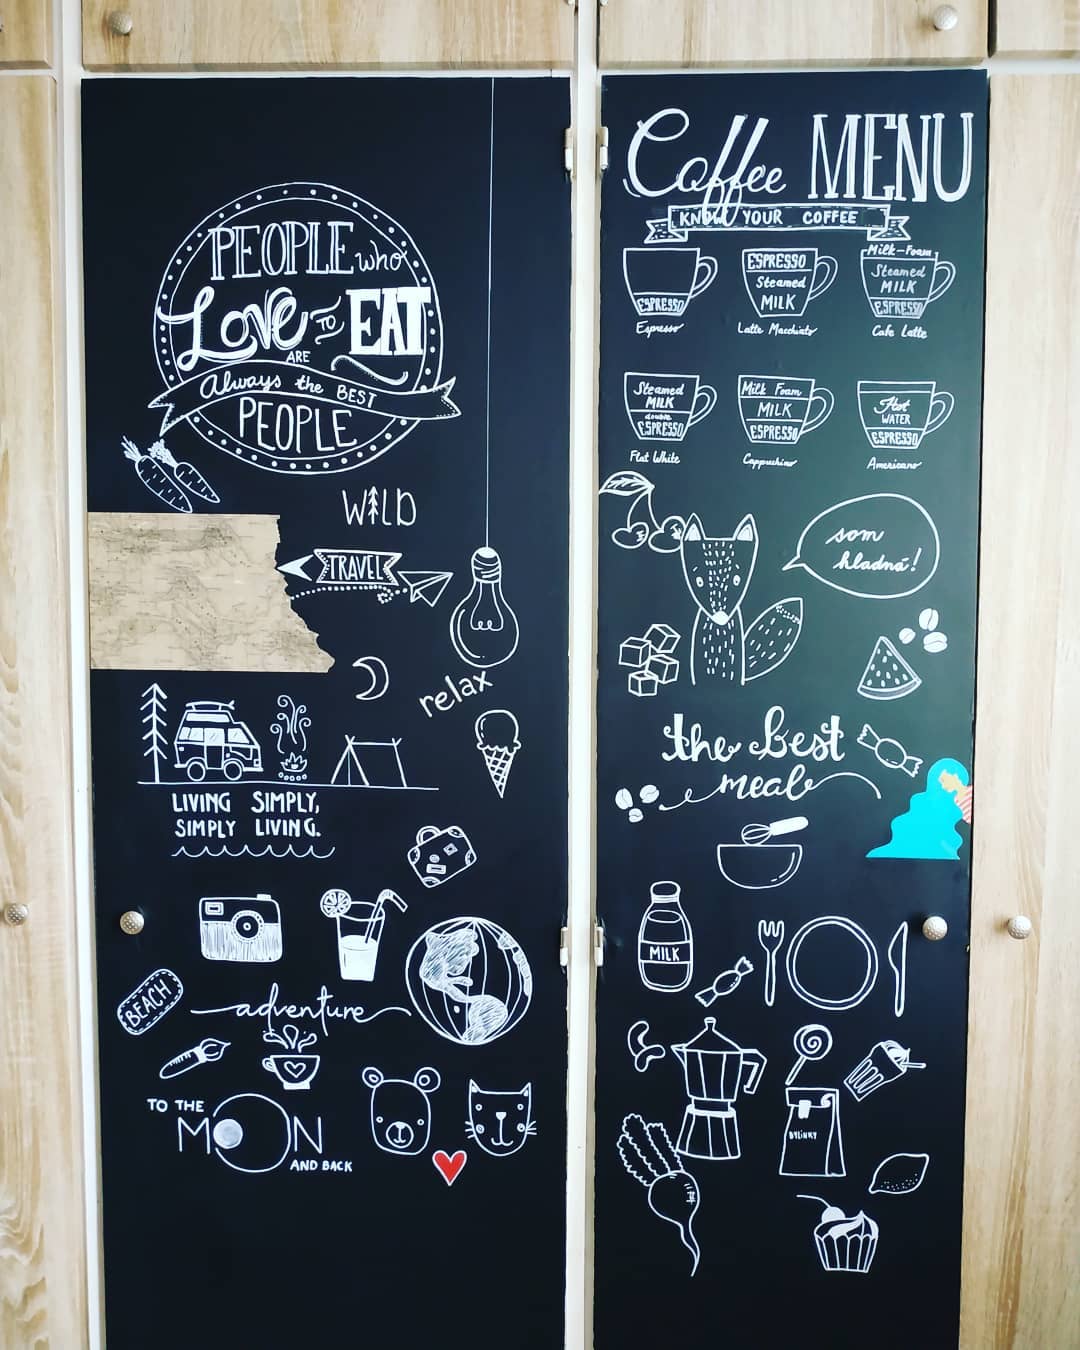 PEOPLE who
LOVE TO EAT
ARE
Always the BEST
PEOPLE
WILD
TRAVEL
relax
LIVING SIMPLY,
SIMPLY LIVING.
BEACH
adventure
TO THE
MOON
AND BACK
Coffee MENU
KNOW YOUR COFFEE
ESPRESSO
Espresso
ESPRESSO
Steamed
MILK
Latte Macchiato
Milk-Foam
Steamed
MILK
ESPRESSO
Cafe Latte
Steamed
MILK
double
ESPRESSO
Flat White
Milk Foam
MILK
ESPRESSO
Cappuchino
Hot
WATER
ESPRESSO
Americano
som
hladná!
the best
meal
MILK
BYLINKY